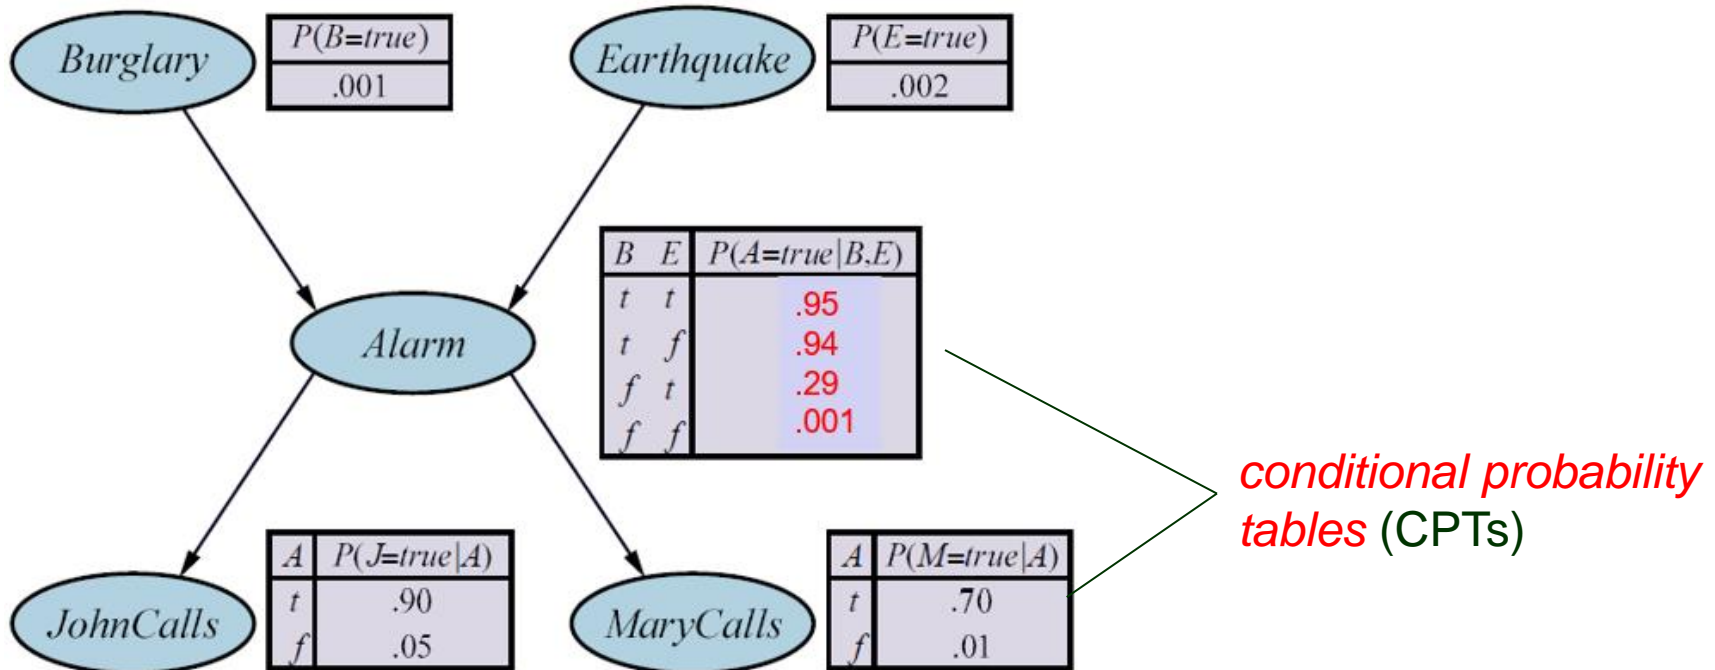 Burglary
P(B=true)
.001
Earthquake
P(E=true)
.002
B E P(A=true|B,E)
t t .95
t f .94
f t .29
f f .001
Alarm
conditional probability
tables (CPTs)
JohnCalls
A P(J=true|A)
t .90
f .05
MaryCalls
A P(M=true|A)
t .70
f .01